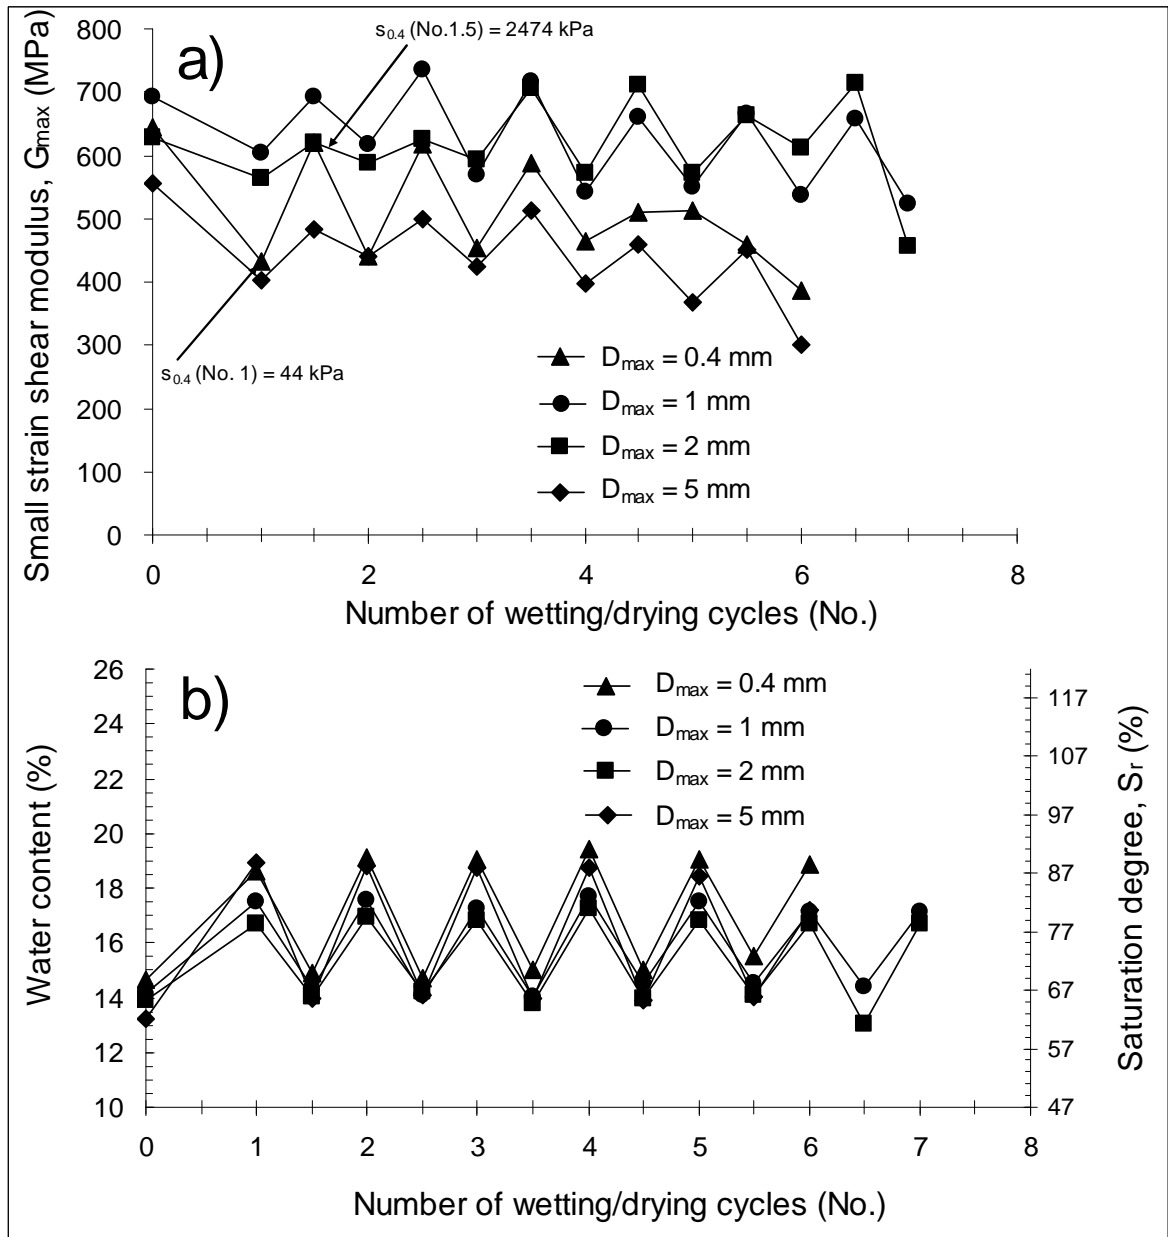 a)
s0.4 (No.1.5) = 2474 kPa
Small strain shear modulus, Gmax (MPa)
800
700
600
500
400
300
200
100
0
s0.4 (No. 1) = 44 kPa
Dmax = 0.4 mm
Dmax = 1 mm
Dmax = 2 mm
Dmax = 5 mm
0 2 4 6 8
Number of wetting/drying cycles (No.)
b)
Water content (%)
26
24
22
20
18
16
14
12
10
Dmax = 0.4 mm
Dmax = 1 mm
Dmax = 2 mm
Dmax = 5 mm
117
107
97
87
77
67
57
47
Saturation degree, Sr (%)
0 1 2 3 4 5 6 7 8
Number of wetting/drying cycles (No.)